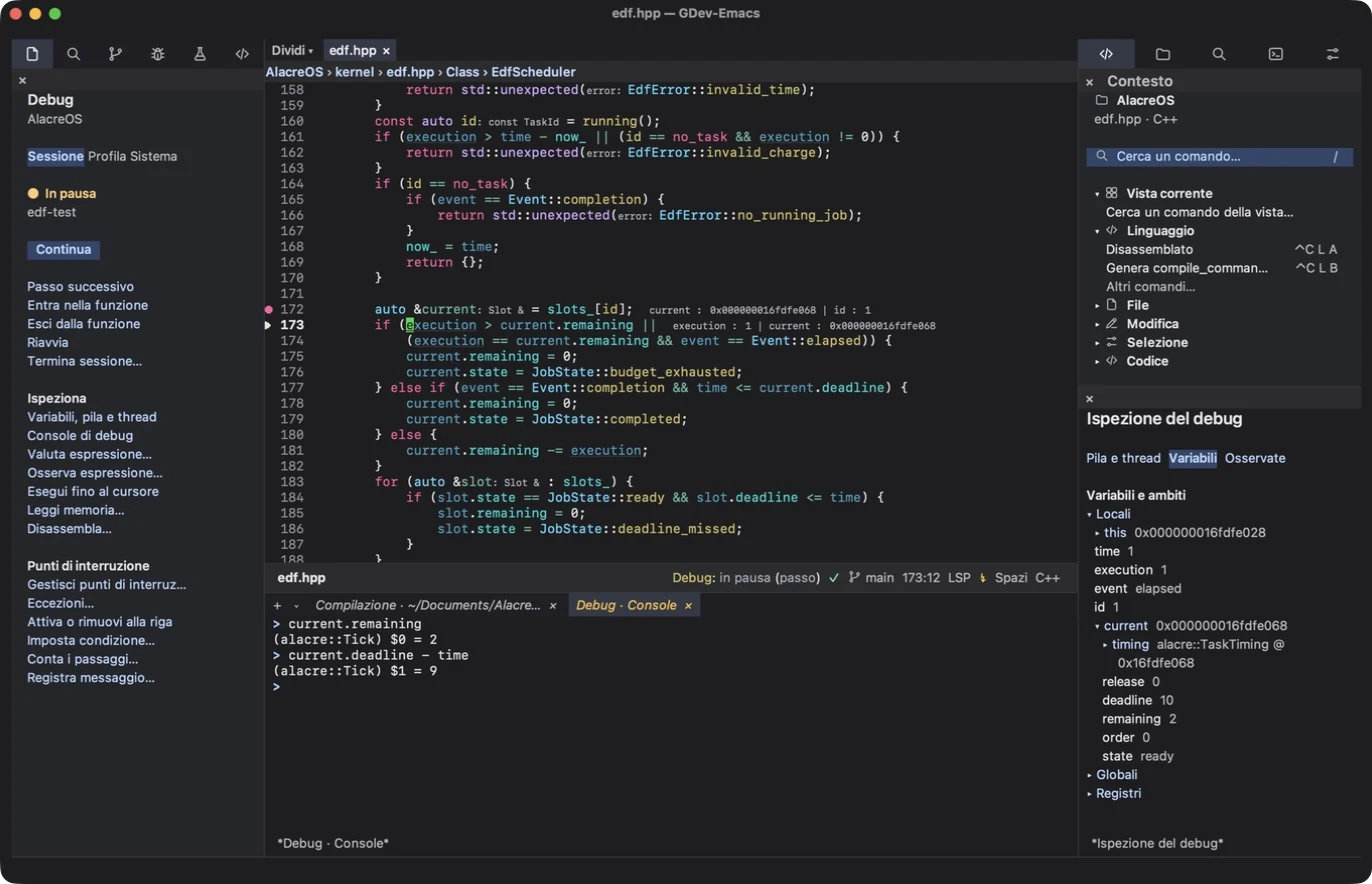 edf.hpp — GDev-Emacs
×
Debug
AlacreOS
Sessione Profila Sistema
In pausa
edf-test
Continua
Passo successivo
Entra nella funzione
Esci dalla funzione
Riavvia
Termina sessione...
Ispeziona
Variabili, pila e thread
Console di debug
Valuta espressione...
Osserva espressione...
Esegui fino al cursore
Leggi memoria...
Disassembla...
Punti di interruzione
Gestisci punti di interruz...
Eccezioni...
Attiva o rimuovi alla riga
Imposta condizione...
Conta i passaggi...
Registra messaggio...
Dividi ▾ edf.hpp ×
AlacreOS › kernel › edf.hpp › Class › EdfScheduler
158 return std::unexpected(error: EdfError::invalid_time);
159 }
160 const auto id: const TaskId = running();
161 if (execution > time - now_ || (id == no_task && execution != 0)) {
162 return std::unexpected(error: EdfError::invalid_charge);
163 }
164 if (id == no_task) {
165 if (event == Event::completion) {
166 return std::unexpected(error: EdfError::no_running_job);
167 }
168 now_ = time;
169 return {};
170 }
171
172 auto &current: Slot & = slots_[id]; current : 0x000000016fdfe068 | id : 1
173 if (execution > current.remaining || execution : 1 | current : 0x000000016fdfe068
174 (execution == current.remaining && event == Event::elapsed)) {
175 current.remaining = 0;
176 current.state = JobState::budget_exhausted;
177 } else if (event == Event::completion && time <= current.deadline) {
178 current.remaining = 0;
179 current.state = JobState::completed;
180 } else {
181 current.remaining -= execution;
182 }
183 for (auto &slot: Slot & : slots_) {
184 if (slot.state == JobState::ready && slot.deadline <= time) {
185 slot.remaining = 0;
186 slot.state = JobState::deadline_missed;
187 }
188 }
edf.hpp Debug: in pausa (passo) ✓ main 173:12 LSP Spazi C++
+ Compilazione · ~/Documents/Alacre... × Debug · Console ×
> current.remaining
(alacre::Tick) $0 = 2
> current.deadline - time
(alacre::Tick) $1 = 9
>
*Debug · Console*
× Contesto
AlacreOS
edf.hpp · C++
Cerca un comando... /
▾ Vista corrente
Cerca un comando della vista...
▾ Linguaggio
Disassemblato ^C L A
Genera compile_comman... ^C L B
Altri comandi...
▸ File
▸ Modifica
▸ Selezione
▸ Codice
×
Ispezione del debug
Pila e thread Variabili Osservate
Variabili e ambiti
▾ Locali
▸ this 0x000000016fdfe028
time 1
execution 1
event elapsed
id 1
▾ current 0x000000016fdfe068
▸ timing alacre::TaskTiming @
0x16fdfe068
release 0
deadline 10
remaining 2
order 0
state ready
▸ Globali
▸ Registri
*Ispezione del debug*